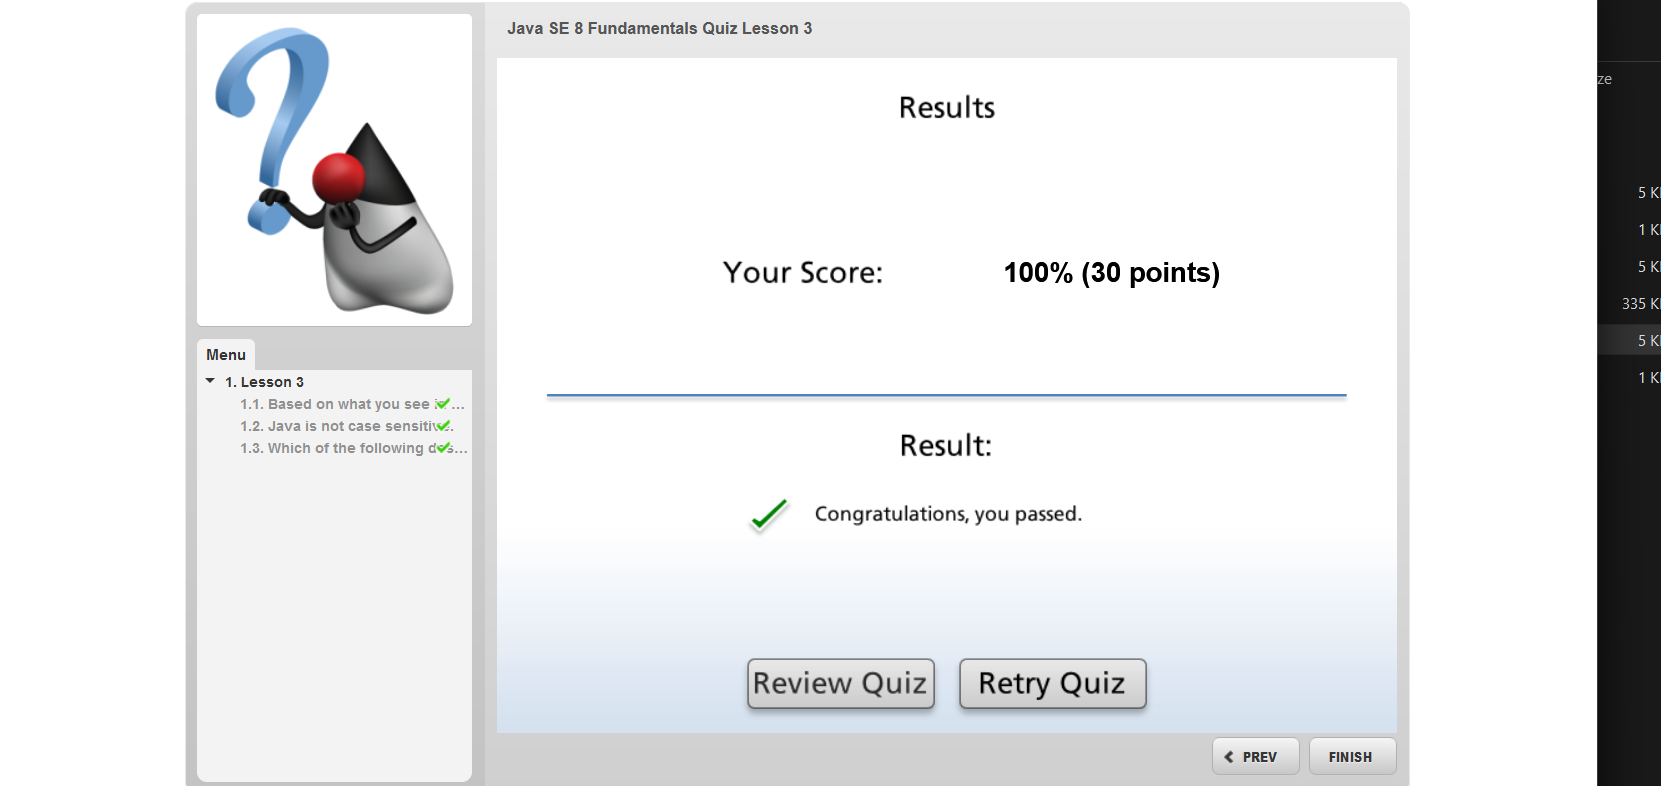 Java SE 8 Fundamentals Quiz Lesson 3
Results
Your Score: 100% (30 points)
Result:
Congratulations, you passed.
Review Quiz Retry Quiz
PREV FINISH
Menu
1. Lesson 3
1.1. Based on what you see ...
1.2. Java is not case sensitive.
1.3. Which of the following ...
ze
5 K
1 K
5 K
335 K
5 K
1 K